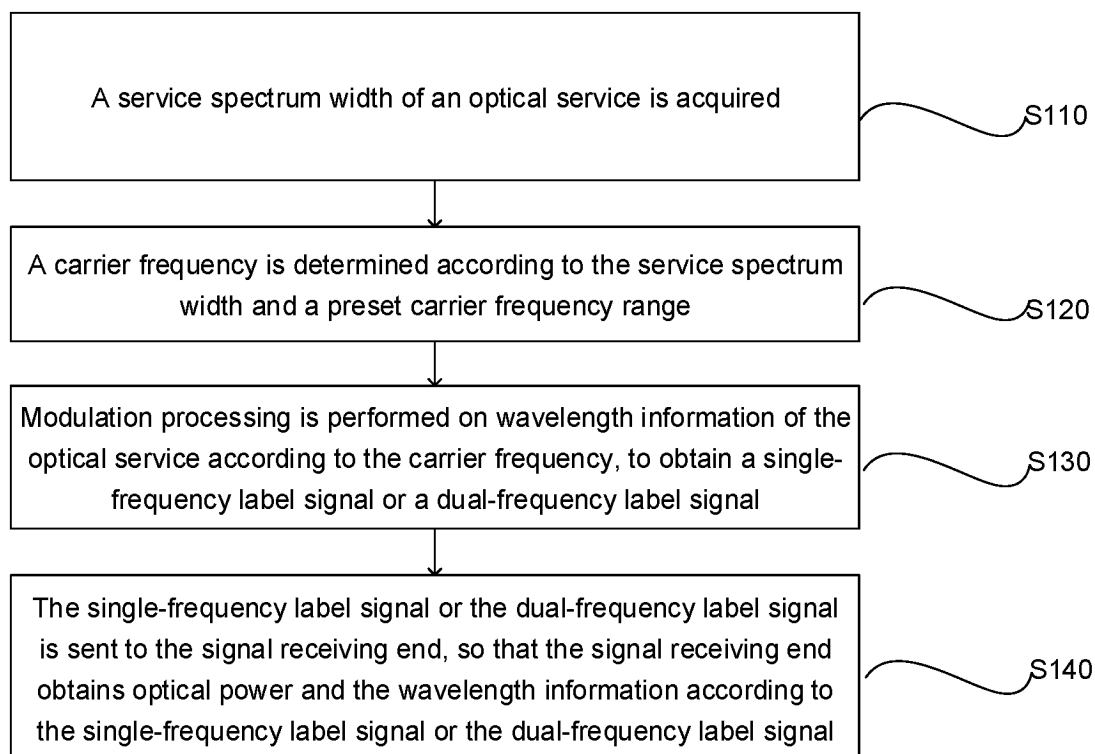 A service spectrum width of an optical service is acquired
S110
A carrier frequency is determined according to the service spectrum
width and a preset carrier frequency range
S120
Modulation processing is performed on wavelength information of the
optical service according to the carrier frequency, to obtain a single-
frequency label signal or a dual-frequency label signal
S130
The single-frequency label signal or the dual-frequency label signal
is sent to the signal receiving end, so that the signal receiving end
obtains optical power and the wavelength information according to
the single-frequency label signal or the dual-frequency label signal
S140